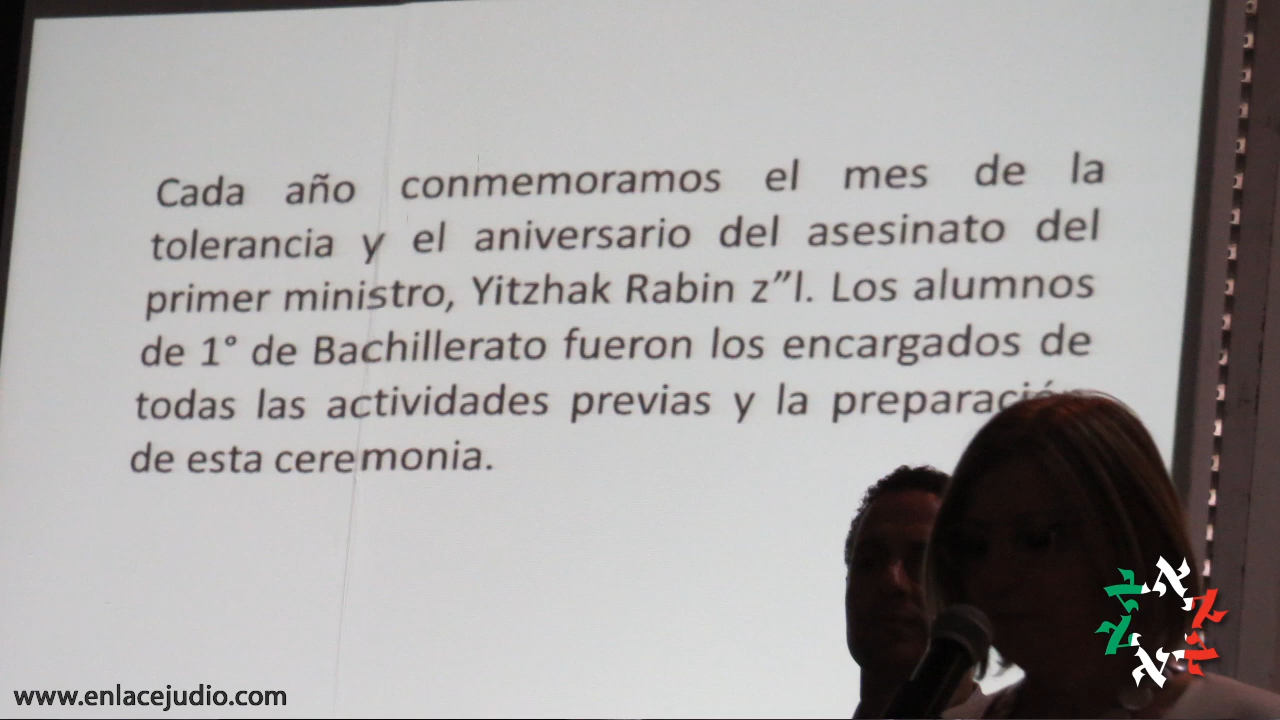 Cada año conmemoramos el mes de la
tolerancia y el aniversario del asesinato del
primer ministro, Yitzhak Rabin z”l. Los alumnos
de 1° de Bachillerato fueron los encargados de
todas las actividades previas y la preparación
de esta ceremonia.
www.enlacejudio.com